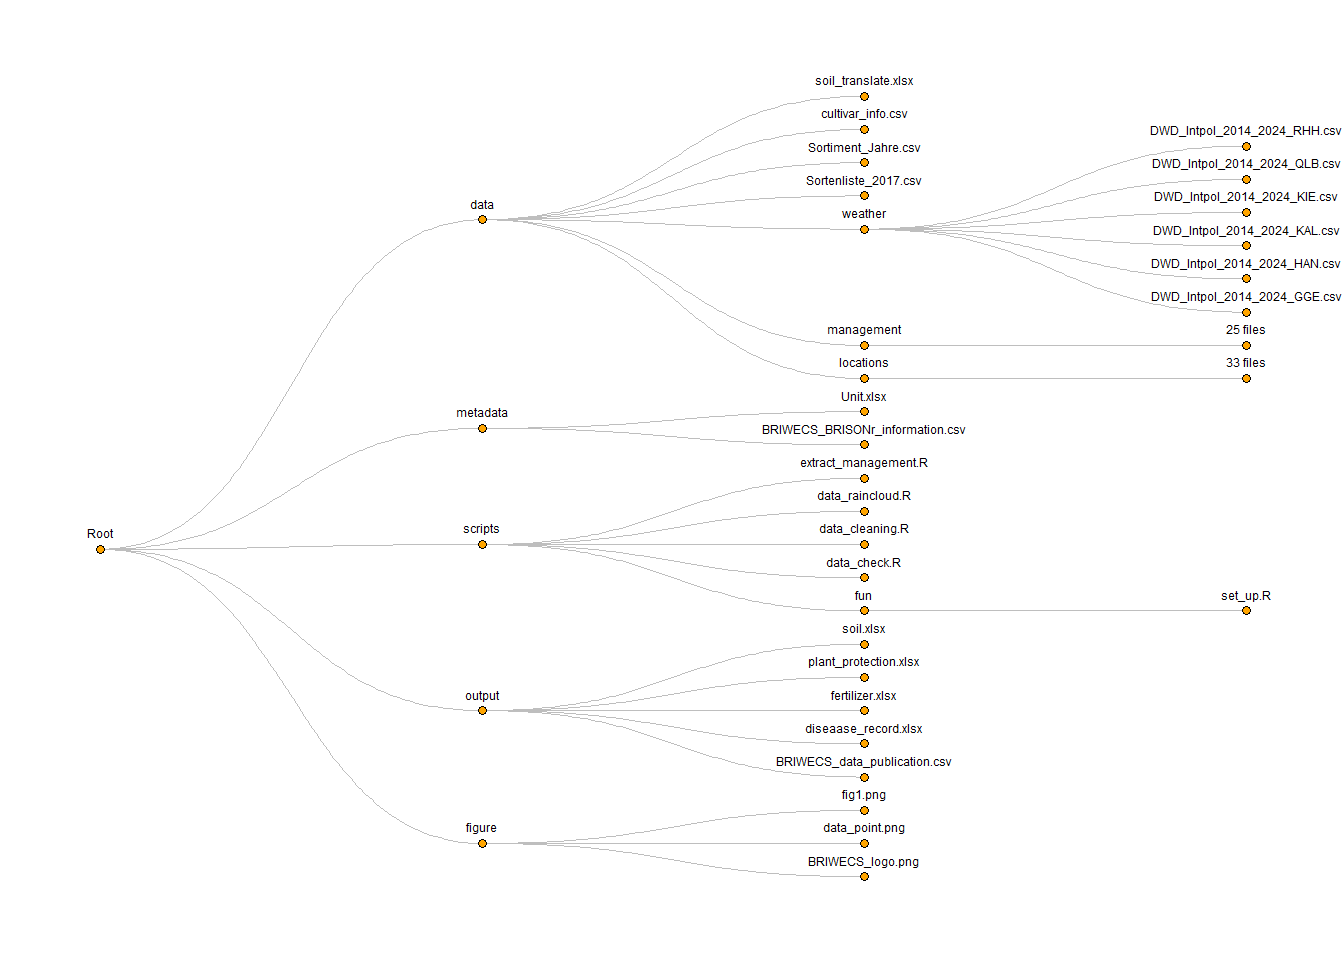 soil_translate.xlsx
cultivar_info.csv
DWD_Intpol_2014_2024_RHH.csv
Sortiment_Jahre.csv
DWD_Intpol_2014_2024_QLB.csv
Sortenliste_2017.csv
DWD_Intpol_2014_2024_KIE.csv
data
weather
DWD_Intpol_2014_2024_KAL.csv
DWD_Intpol_2014_2024_HAN.csv
DWD_Intpol_2014_2024_GGE.csv
management
25 files
locations
33 files
Unit.xlsx
metadata
BRIWECS_BRISONr_information.csv
extract_management.R
data_raincloud.R
scripts
data_cleaning.R
Root
data_check.R
fun
set_up.R
soil.xlsx
plant_protection.xlsx
output
fertilizer.xlsx
diseaase_record.xlsx
BRIWECS_data_publication.csv
fig1.png
figure
data_point.png
BRIWECS_logo.png